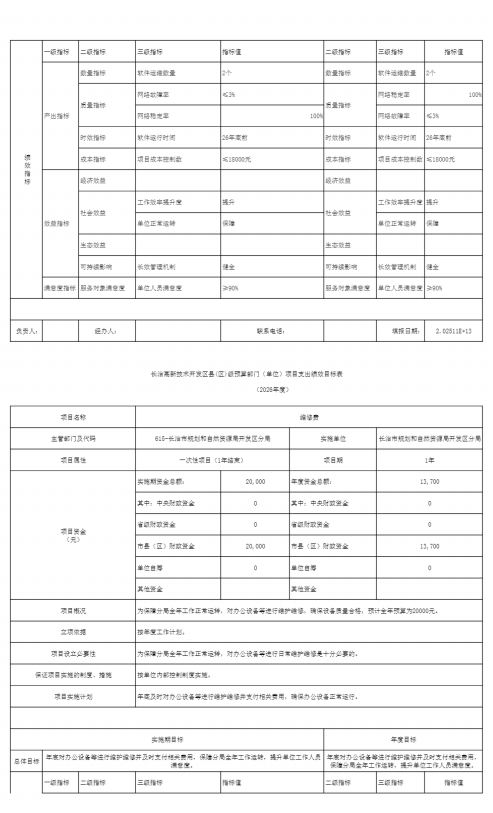 一级指标 二级指标 三级指标 指标值 二级指标 三级指标 指标值
绩效指标
产出指标
数量指标 软件运维数量 2个 数量指标 软件运维数量 2个
质量指标 网络故障率 ≤3% 质量指标 网络稳定率 100%
网络稳定率 100% 网络故障率 ≤3%
时效指标 软件运行时间 26年底前 时效指标 软件运行时间 26年底前
成本指标 项目成本控制数 ≤18000元 成本指标 项目成本控制数 ≤18000元
效益指标
经济效益 经济效益
社会效益 工作效率提升度 提升 社会效益 工作效率提升度 提升
单位正常运转 保障 单位正常运转 保障
生态效益 生态效益
可持续影响 长效管理机制 健全 可持续影响 长效管理机制 健全
满意度指标 服务对象满意度 单位人员满意度 ≥90% 服务对象满意度 单位人员满意度 ≥90%
负责人: 经办人: 联系电话: 填报日期: 2.02511E+13
长治高新技术开发区县(区)级预算部门(单位)项目支出绩效目标表
(2026年度)
项目名称 维修费
主管部门及代码 615-长治市规划和自然资源局开发区分局 实施单位 长治市规划和自然资源局开发区分局
项目属性 一次性项目(1年结束) 项目期 1年
项目资金
(元)
实施期资金总额: 20,000 年度资金总额: 13,700
其中:中央财政资金 0 其中:中央财政资金 0
省级财政资金 0 省级财政资金 0
市县(区)财政资金 20,000 市县(区)财政资金 13,700
单位自筹 0 单位自筹 0
其他资金 其他资金
项目概况 为保障分局全年工作正常运转,对办公设备等进行维护维修,确保设备质量合格,预计全年预算为20000元。
立项依据 按年度工作计划。
项目设立必要性 为保障分局全年工作正常运转,对办公设备等进行日常维护维修是十分必要的。
保证项目实施的制度、措施 按单位内部控制制度实施。
项目实施计划 年底及时对办公设备等进行维护维修并支付相关费用,确保办公设备正常运行。
实施期目标 年度目标
总体目标 年底对办公设备等进行维护维修并及时支付相关费用,保障分局全年工作运转,提升单位工作人员满意度。 年底对办公设备等进行维护维修并及时支付相关费用,保障分局全年工作运转,提升单位工作人员满意度。
一级指标 二级指标 三级指标 指标值 二级指标 三级指标 指标值